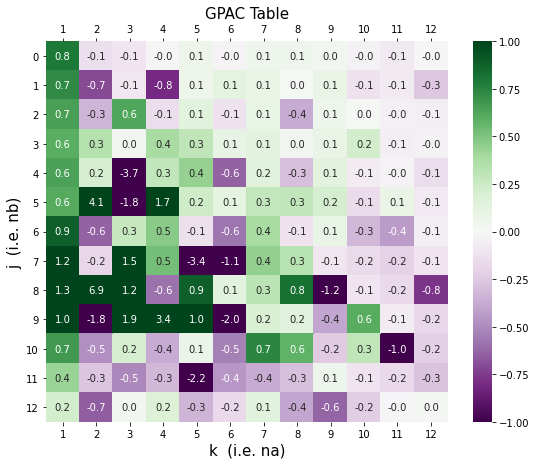 GPAC Table
1 2 3 4 5 6 7 8 9 10 11 12
0 0.8 -0.1 -0.1 -0.0 0.1 -0.0 0.1 0.1 0.0 -0.0 -0.1 -0.0
1 0.7 -0.7 -0.1 -0.8 0.1 0.1 0.1 0.0 0.1 -0.1 -0.1 -0.3
2 0.7 -0.3 0.6 -0.1 0.1 -0.1 0.1 -0.4 0.1 0.0 -0.0 -0.1
3 0.6 0.3 0.0 0.4 0.3 0.1 0.1 0.0 0.1 0.2 -0.1 -0.0
4 0.6 0.2 -3.7 0.3 0.4 -0.6 0.2 -0.3 0.1 -0.1 -0.0 -0.1
5 0.6 4.1 -1.8 1.7 0.2 0.1 0.3 0.3 0.2 -0.1 0.1 -0.1
6 0.9 -0.6 0.3 0.5 -0.1 -0.6 0.4 -0.1 0.1 -0.3 -0.4 -0.1
7 1.2 -0.2 1.5 0.5 -3.4 -1.1 0.4 0.3 -0.1 -0.2 -0.2 -0.1
8 1.3 6.9 1.2 -0.6 0.9 0.1 0.3 0.8 -1.2 -0.1 -0.2 -0.8
9 1.0 -1.8 1.9 3.4 1.0 -2.0 0.2 0.2 -0.4 0.6 -0.1 -0.2
10 0.7 -0.5 0.2 -0.4 0.1 -0.5 0.7 0.6 -0.2 0.3 -1.0 -0.2
11 0.4 -0.3 -0.5 -0.3 -2.2 -0.4 -0.4 -0.3 0.1 -0.1 -0.2 -0.3
12 0.2 -0.7 0.0 0.2 -0.3 -0.2 0.1 -0.4 -0.6 -0.2 -0.0 0.0
1 2 3 4 5 6 7 8 9 10 11 12
k (i.e. na)
j (i.e. nb)
1.00
0.75
0.50
0.25
0.00
−0.25
−0.50
−0.75
−1.00